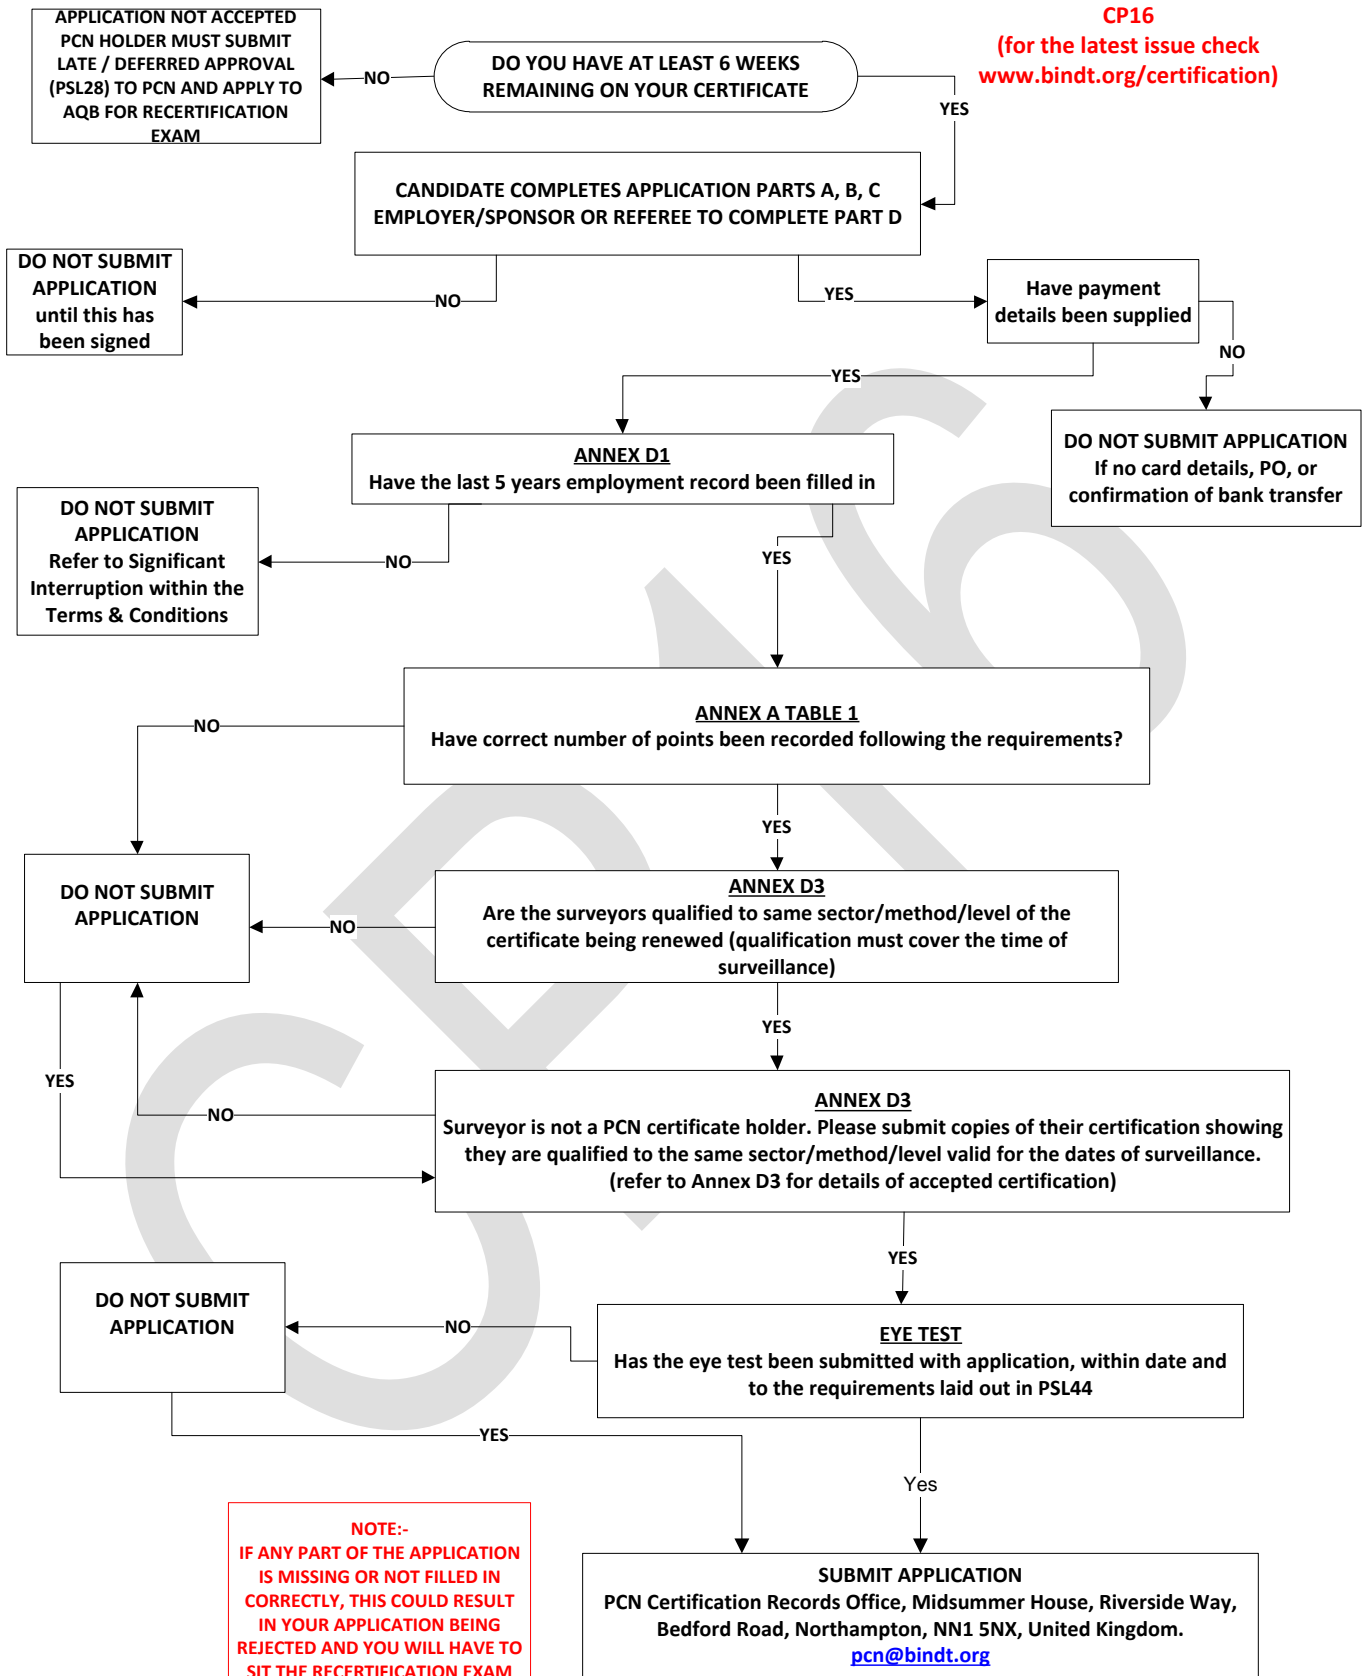 APPLICATION NOT ACCEPTED
PCN HOLDER MUST SUBMIT
LATE / DEFERRED APPROVAL
(PSL28) TO PCN AND APPLY TO
AQB FOR RECERTIFICATION
EXAM
NO
DO YOU HAVE AT LEAST 6 WEEKS
REMAINING ON YOUR CERTIFICATE
CP16
(for the latest issue check
www.bindt.org/certification)
YES
CANDIDATE COMPLETES APPLICATION PARTS A, B, C
EMPLOYER/SPONSOR OR REFEREE TO COMPLETE PART D
DO NOT SUBMIT
APPLICATION
until this has
been signed
NO
YES
Have payment
details been supplied
NO
YES
DO NOT SUBMIT APPLICATION
If no card details, PO, or
confirmation of bank transfer
ANNEX D1
Have the last 5 years employment record been filled in
DO NOT SUBMIT
APPLICATION
Refer to Significant
Interruption within the
Terms & Conditions
NO
YES
ANNEX A TABLE 1
Have correct number of points been recorded following the requirements?
NO
YES
DO NOT SUBMIT
APPLICATION
NO
ANNEX D3
Are the surveyors qualified to same sector/method/level of the
certificate being renewed (qualification must cover the time of
surveillance)
YES
YES
NO
ANNEX D3
Surveyor is not a PCN certificate holder. Please submit copies of their certification showing
they are qualified to the same sector/method/level valid for the dates of surveillance.
(refer to Annex D3 for details of accepted certification)
YES
DO NOT SUBMIT
APPLICATION
NO
EYE TEST
Has the eye test been submitted with application, within date and
to the requirements laid out in PSL44
YES
Yes
NOTE:-
IF ANY PART OF THE APPLICATION
IS MISSING OR NOT FILLED IN
CORRECTLY, THIS COULD RESULT
IN YOUR APPLICATION BEING
REJECTED AND YOU WILL HAVE TO
SIT THE RECERTIFICATION EXAM
SUBMIT APPLICATION
PCN Certification Records Office, Midsummer House, Riverside Way,
Bedford Road, Northampton, NN1 5NX, United Kingdom.
pcn@bindt.org
CP16